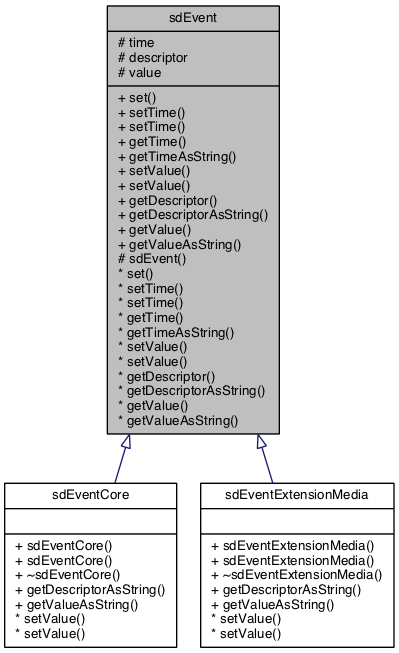 sdEvent
# time
# descriptor
# value
+ set()
+ setTime()
+ setTime()
+ getTime()
+ getTimeAsString()
+ setValue()
+ setValue()
+ getDescriptor()
+ getDescriptorAsString()
+ getValue()
+ getValueAsString()
# sdEvent()
* set()
* setTime()
* setTime()
* getTime()
* getTimeAsString()
* setValue()
* setValue()
* getDescriptor()
* getDescriptorAsString()
* getValue()
* getValueAsString()
sdEventCore
+ sdEventCore()
+ sdEventCore()
+ ~sdEventCore()
+ getDescriptorAsString()
+ getValueAsString()
* setValue()
* setValue()
sdEventExtensionMedia
+ sdEventExtensionMedia()
+ sdEventExtensionMedia()
+ ~sdEventExtensionMedia()
+ getDescriptorAsString()
+ getValueAsString()
* setValue()
* setValue()